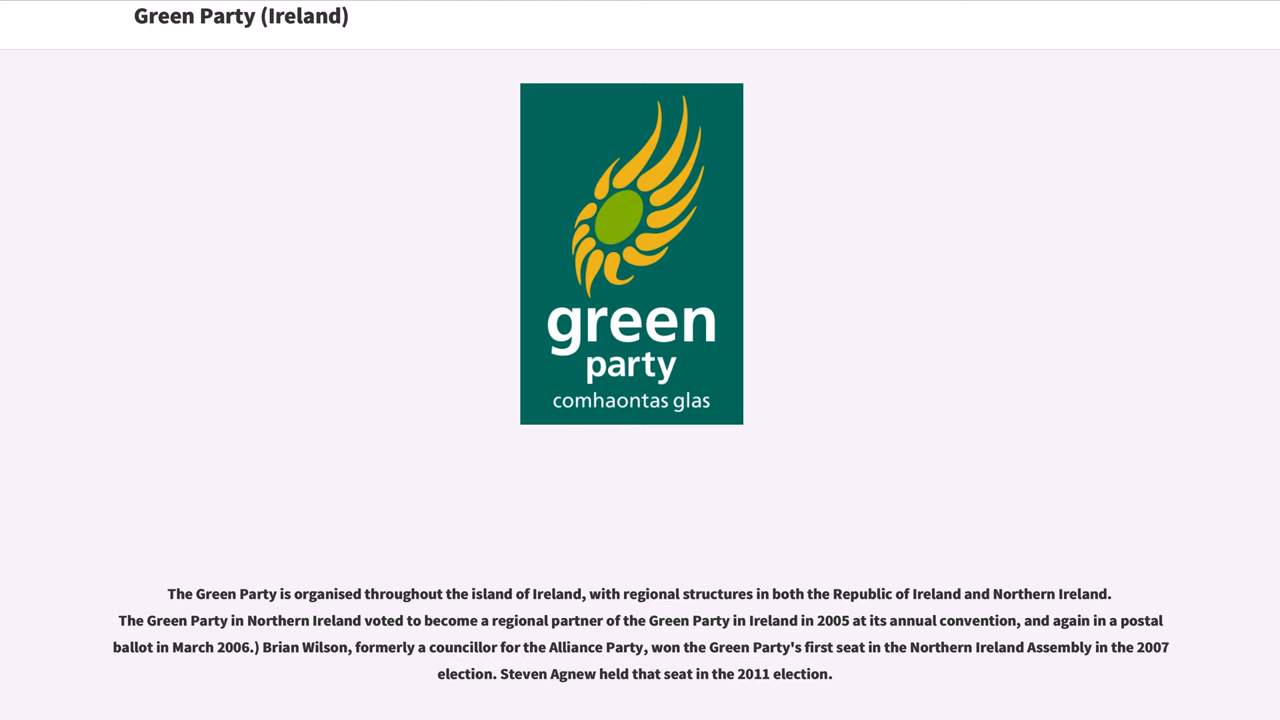 Green Party (Ireland)
green
party
comhaontas glas
The Green Party is organised throughout the island of Ireland, with regional structures in both the Republic of Ireland and Northern Ireland.
The Green Party in Northern Ireland voted to become a regional partner of the Green Party in Ireland in 2005 at its annual convention, and again in a postal
ballot in March 2006.) Brian Wilson, formerly a councillor for the Alliance Party, won the Green Party's first seat in the Northern Ireland Assembly in the 2007
election. Steven Agnew held that seat in the 2011 election.